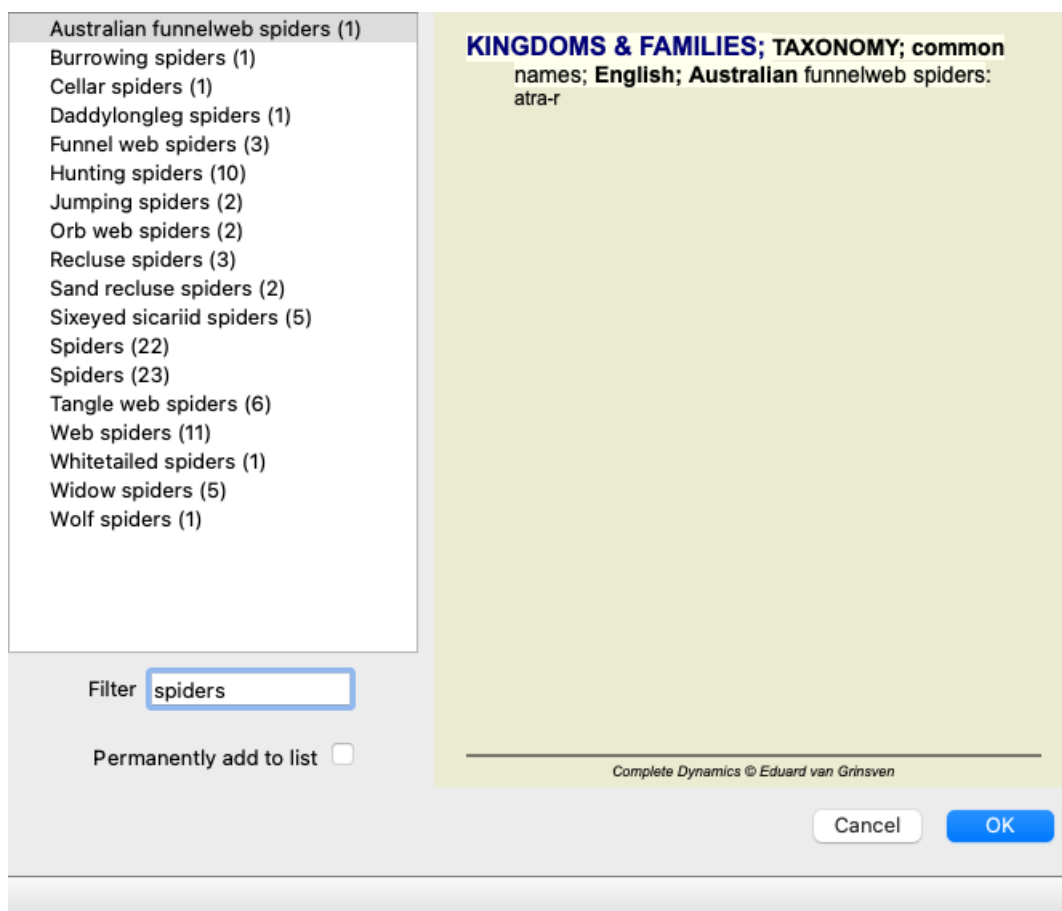 Australian funnelweb spiders (1)
Burrowing spiders (1)
Cellar spiders (1)
Daddylongleg spiders (1)
Funnel web spiders (3)
Hunting spiders (10)
Jumping spiders (2)
Orb web spiders (2)
Recluse spiders (3)
Sand recluse spiders (2)
Sixeyed sicariid spiders (5)
Spiders (22)
Spiders (23)
Tangle web spiders (6)
Web spiders (11)
Whitetailed spiders (1)
Widow spiders (5)
Wolf spiders (1)
Filter spiders
Permanently add to list
KINGDOMS & FAMILIES; TAXONOMY; common
names; English; Australian funnelweb spiders:
atra-r
Complete Dynamics © Eduard van Grinsven
Cancel OK